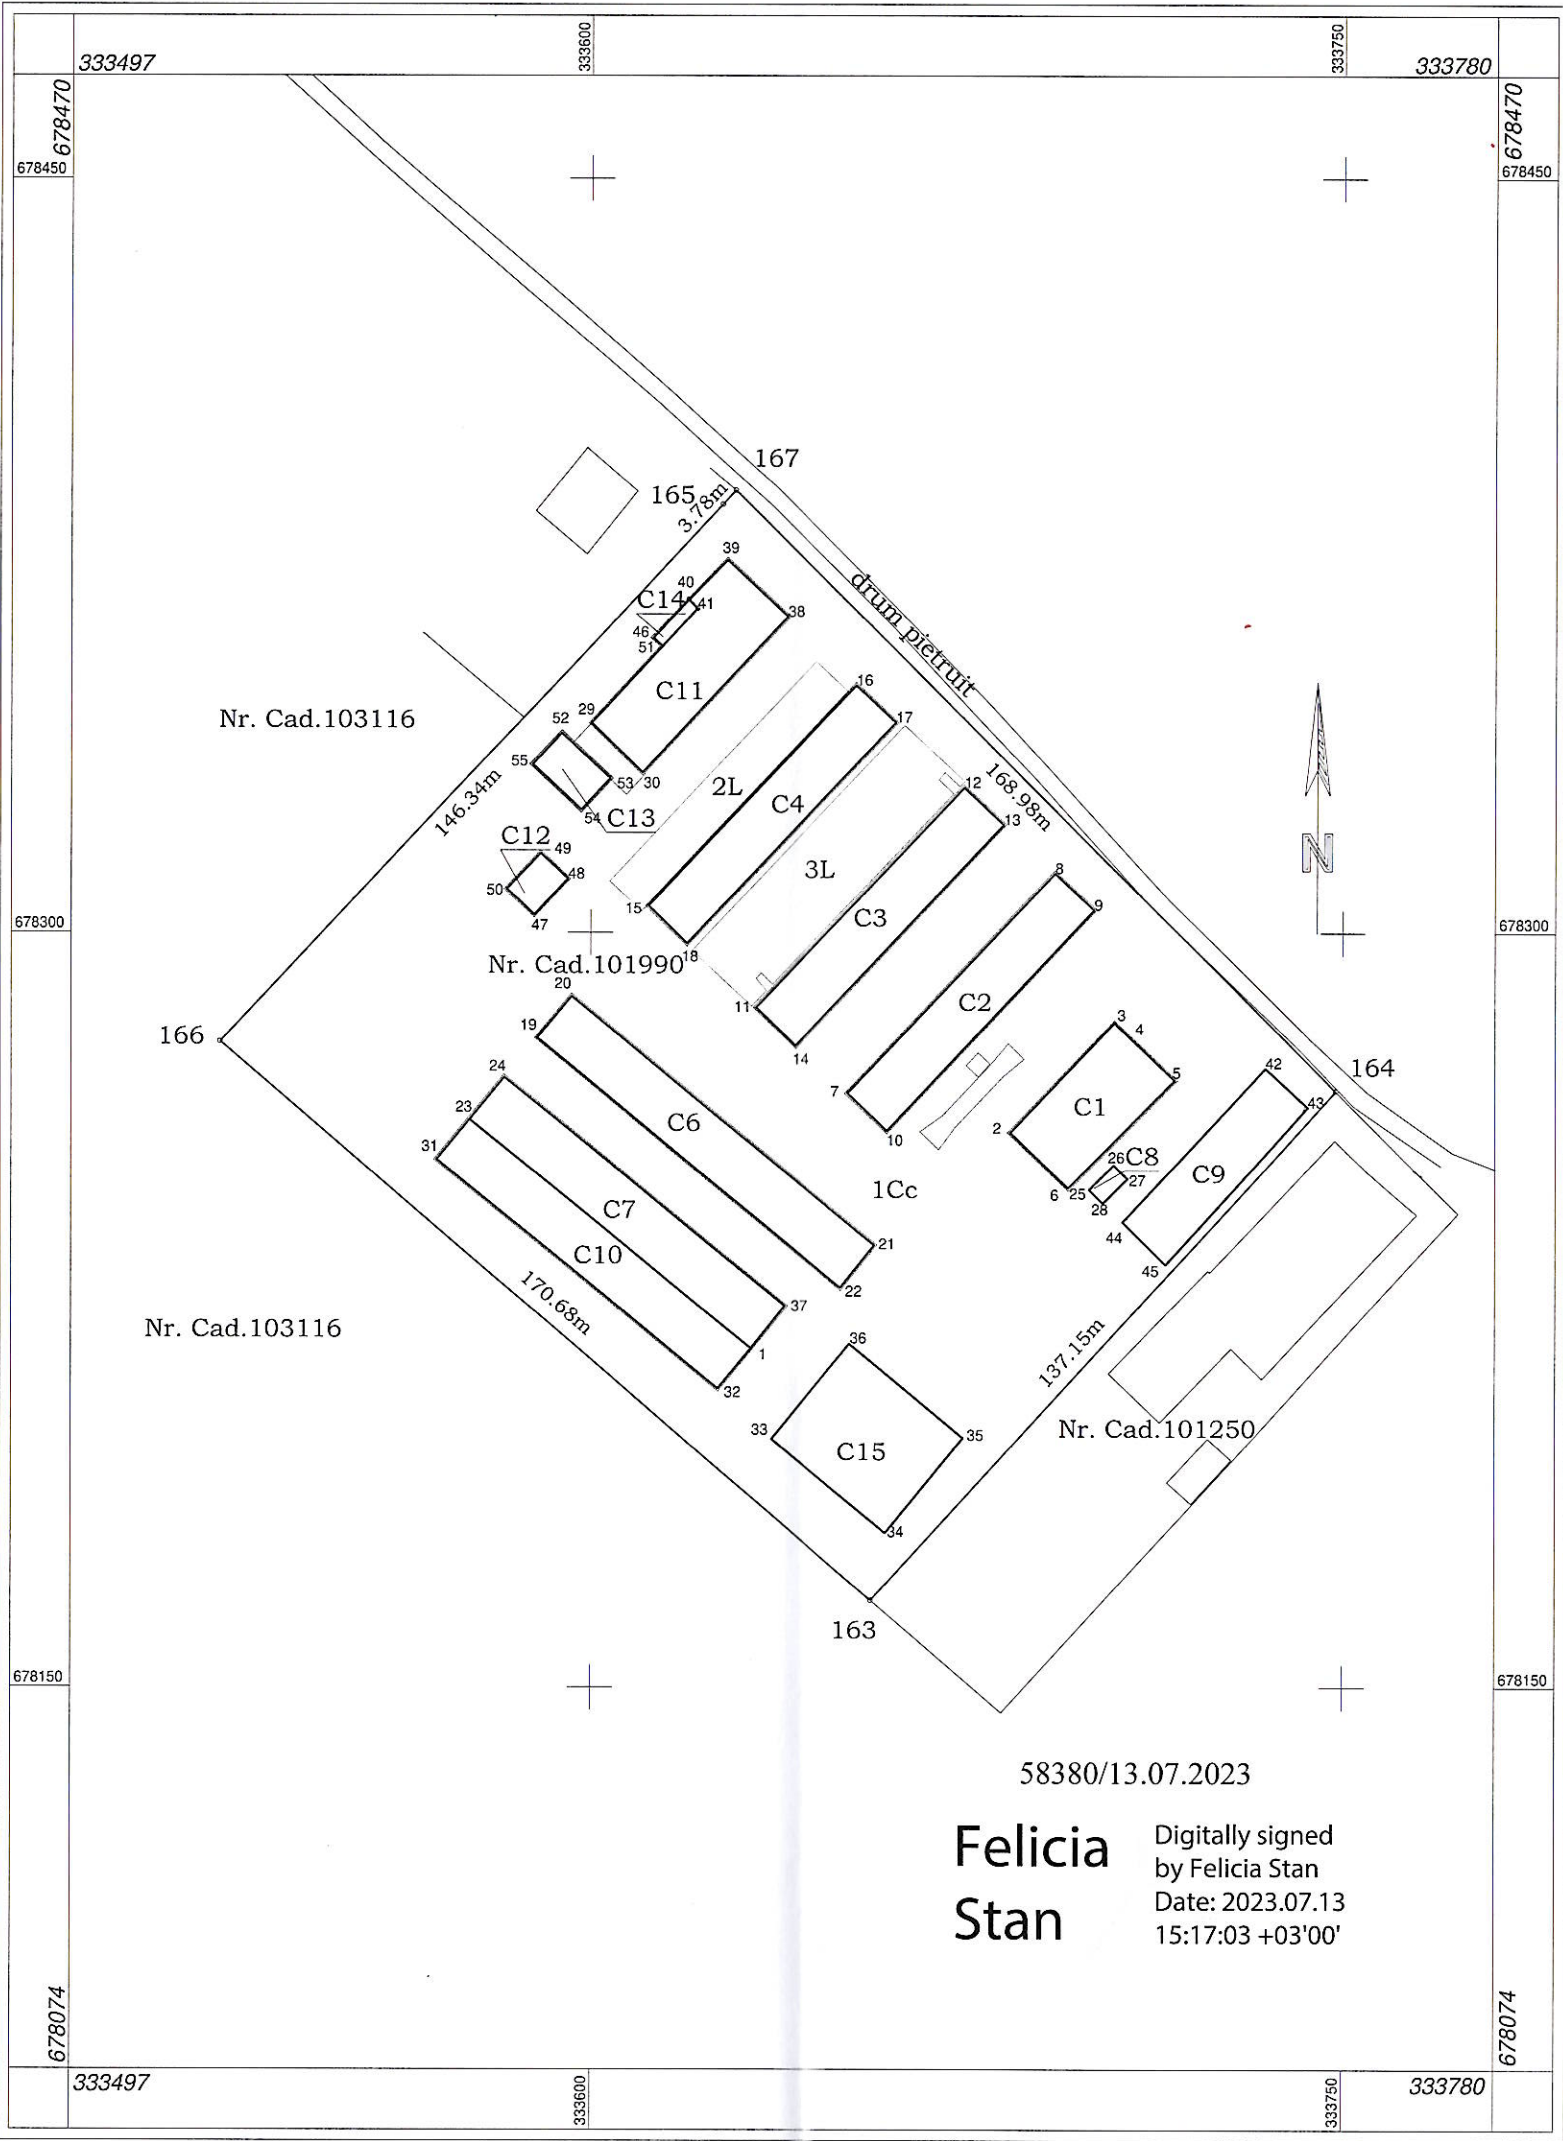 333497
333600
333750
333780
678470
678470
678450
678450
167
165
3.78m
39
40
C14
41
38
46
51
drum pietruit
C11
16
Nr. Cad.103116
29
17
52
55
53
30
2L
12
168.98m
C4
54
C13
13
146.34m
C12
49
3L
8
48
50
15
9
C3
47
N
678300
678300
18
Nr. Cad.101990
20
11
C2
3
19
4
166
14
24
42
164
5
7
43
23
C1
C6
2
10
31
26
C8
27
C9
1Cc
6
25
28
C7
44
21
C10
45
22
170.68m
37
Nr. Cad.103116
36
1
137.15m
32
33
35
Nr. Cad.101250
C15
34
163
678150
678150
58380/13.07.2023
Felicia
Stan
Digitally signed
by Felicia Stan
Date: 2023.07.13
15:17:03 +03'00'
678074
678074
333497
333600
333750
333780